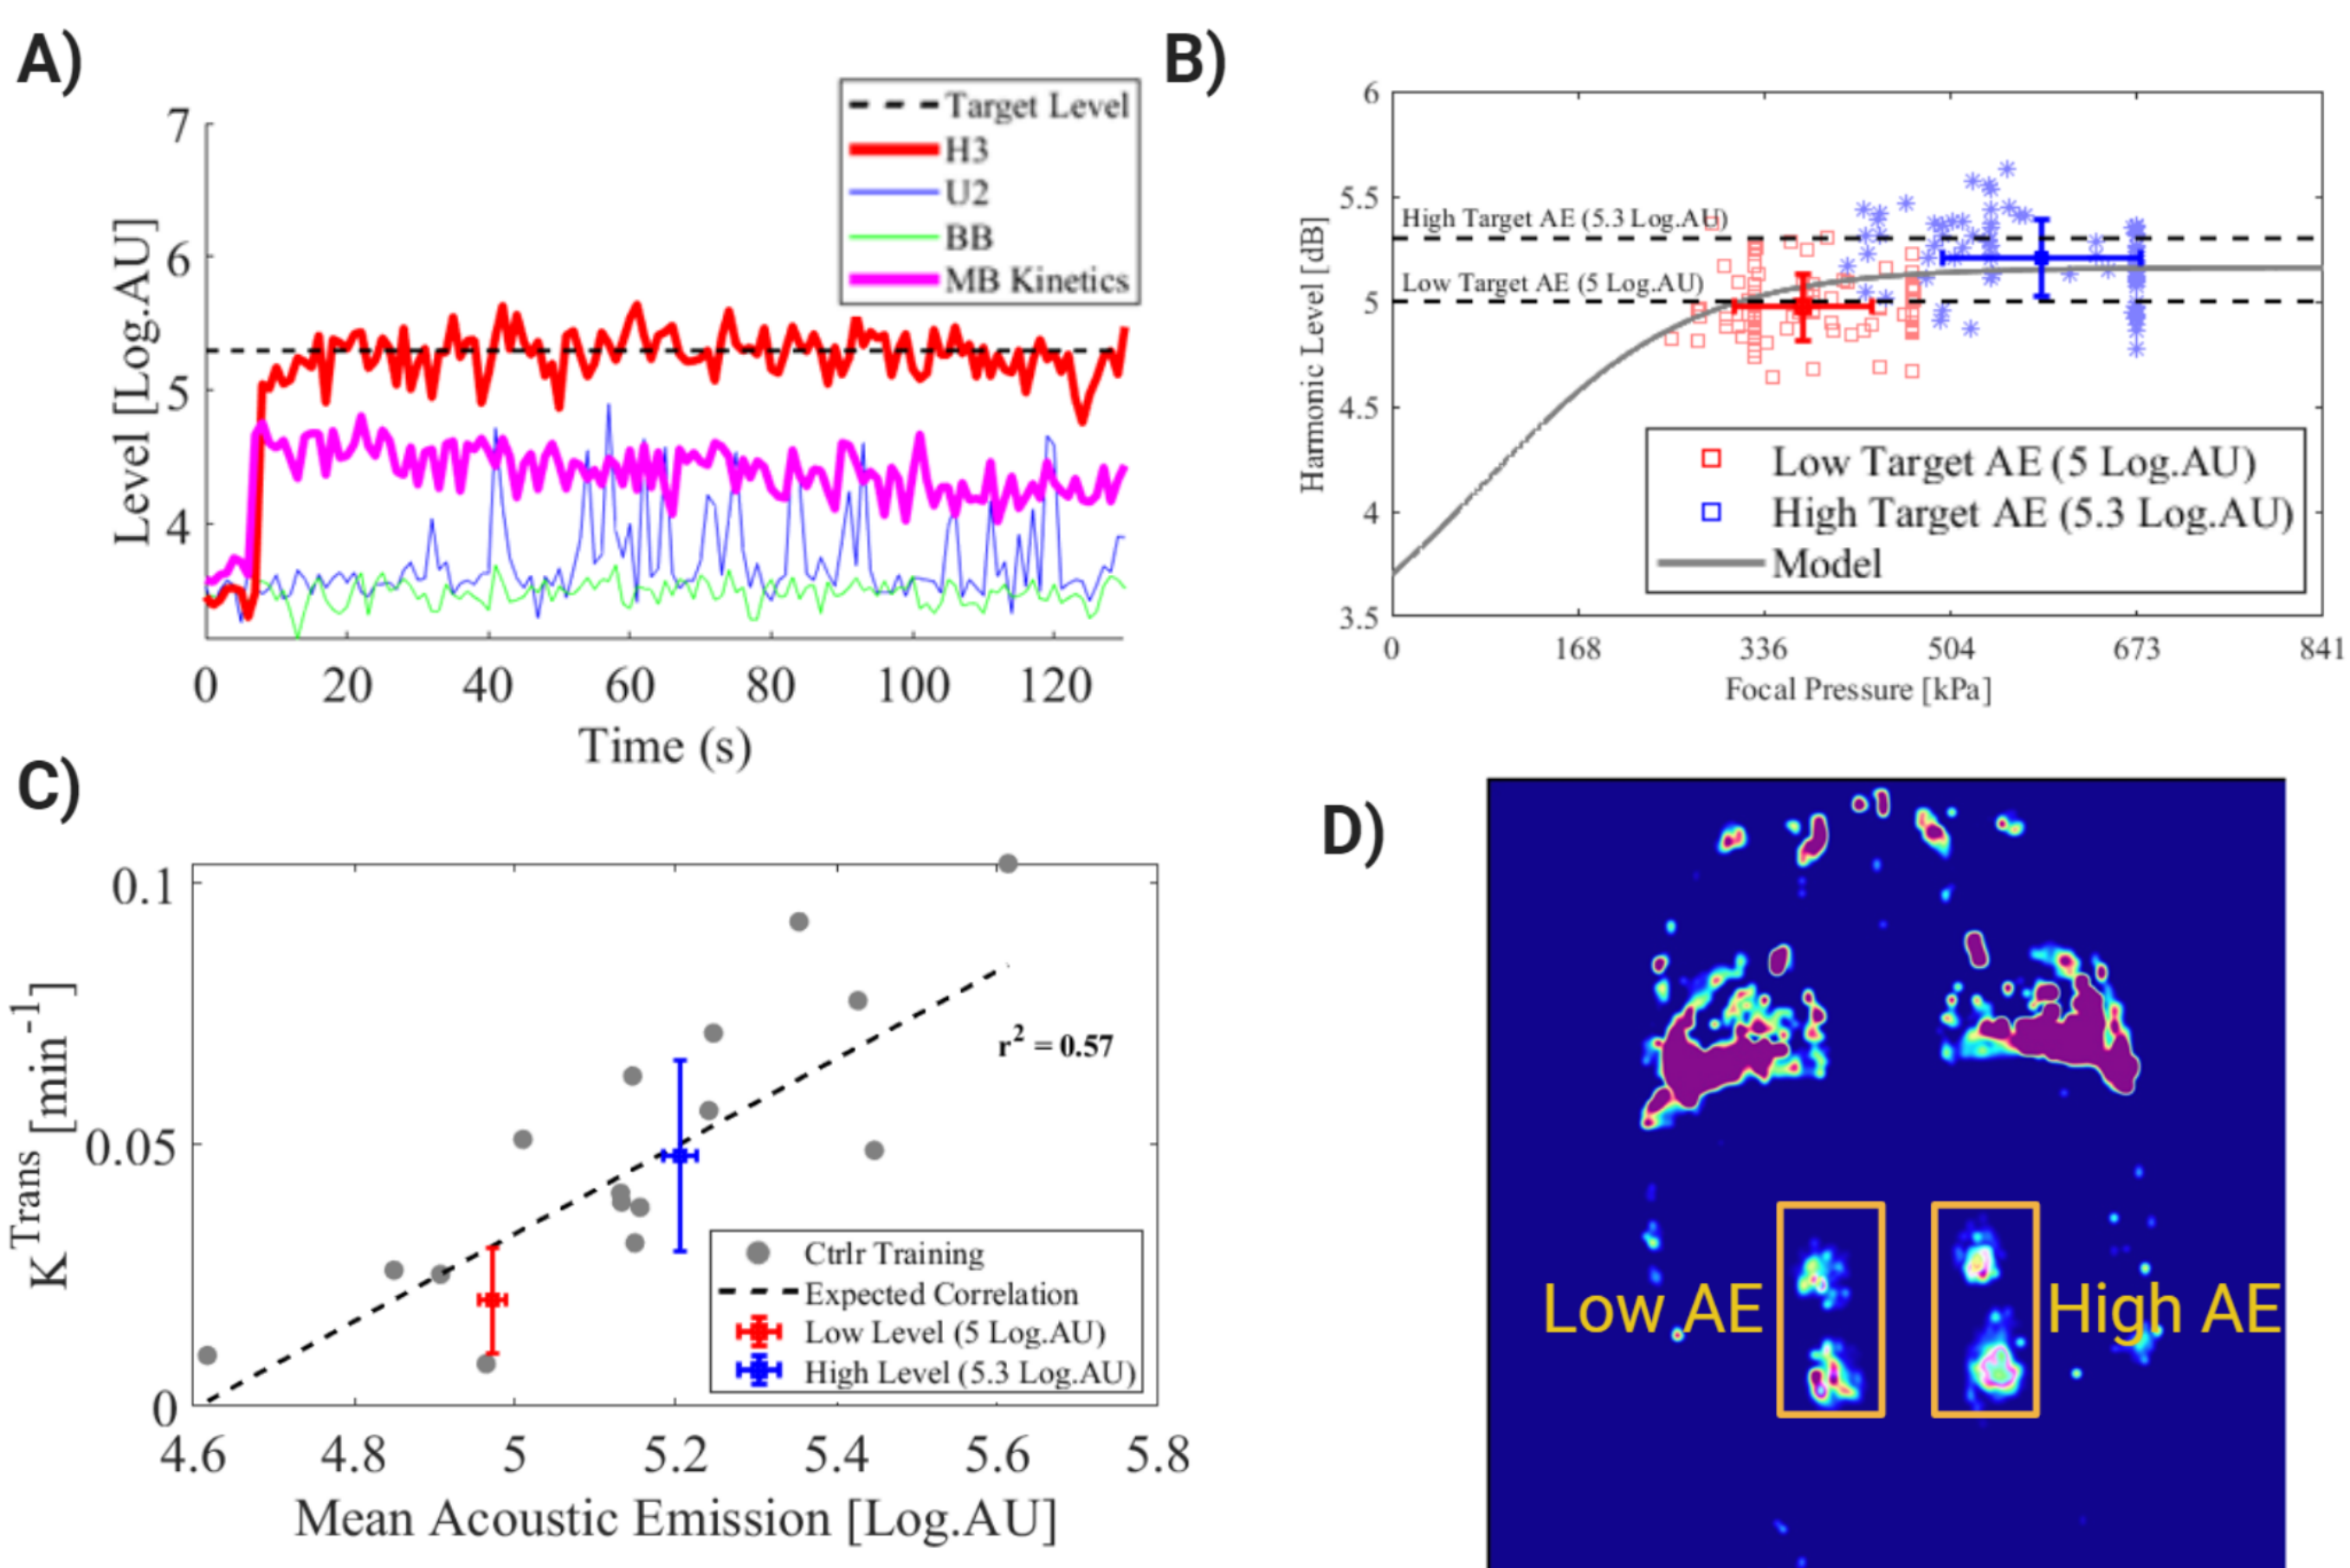 A)
Target Level
H3
U2
BB
MB Kinetics
7
6
5
4
Level [Log.AU]
0 20 40 60 80 100 120
Time (s)
B)
6
5.5
5
4.5
4
3.5
Harmonic Level [dB]
High Target AE (5.3 Log.AU)
Low Target AE (5 Log.AU)
Low Target AE (5 Log.AU)
High Target AE (5.3 Log.AU)
Model
0 168 336 504 673 841
Focal Pressure [kPa]
C)
0.1
0.05
0
K^Trans [min^-1]
r^2 = 0.57
Ctrlr Training
Expected Correlation
Low Level (5 Log.AU)
High Level (5.3 Log.AU)
4.6 4.8 5 5.2 5.4 5.6 5.8
Mean Acoustic Emission [Log.AU]
D)
Low AE
High AE